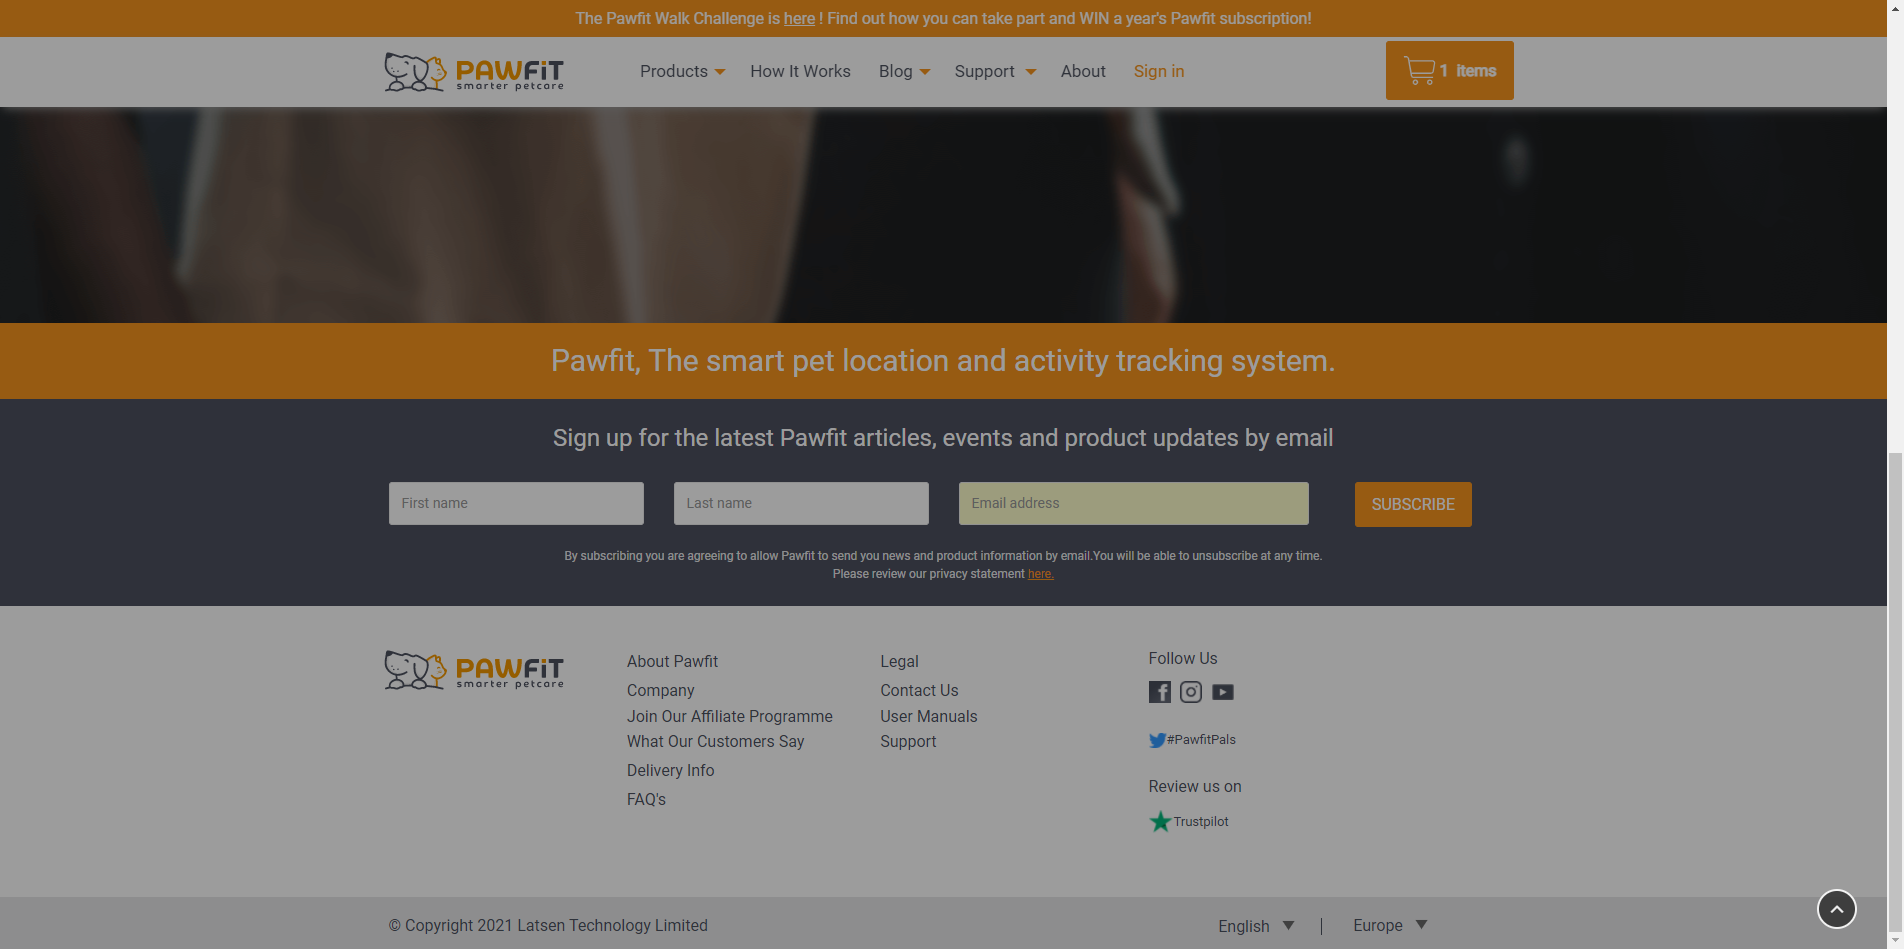 The Pawfit Walk Challenge is here ! Find out how you can take part and WIN a year's Pawfit subscription!
PAWFiT
smarter petcare
Products
How It Works
Blog
Support
About
Sign in
1 items
Pawfit, The smart pet location and activity tracking system.
Sign up for the latest Pawfit articles, events and product updates by email
First name
Last name
Email address
SUBSCRIBE
By subscribing you are agreeing to allow Pawfit to send you news and product information by email.You will be able to unsubscribe at any time.
Please review our privacy statement here.
PAWFiT
smarter petcare
About Pawfit
Company
Join Our Affiliate Programme
What Our Customers Say
Delivery Info
FAQ's
Legal
Contact Us
User Manuals
Support
Follow Us
#PawfitPals
Review us on
Trustpilot
© Copyright 2021 Latsen Technology Limited
English
Europe